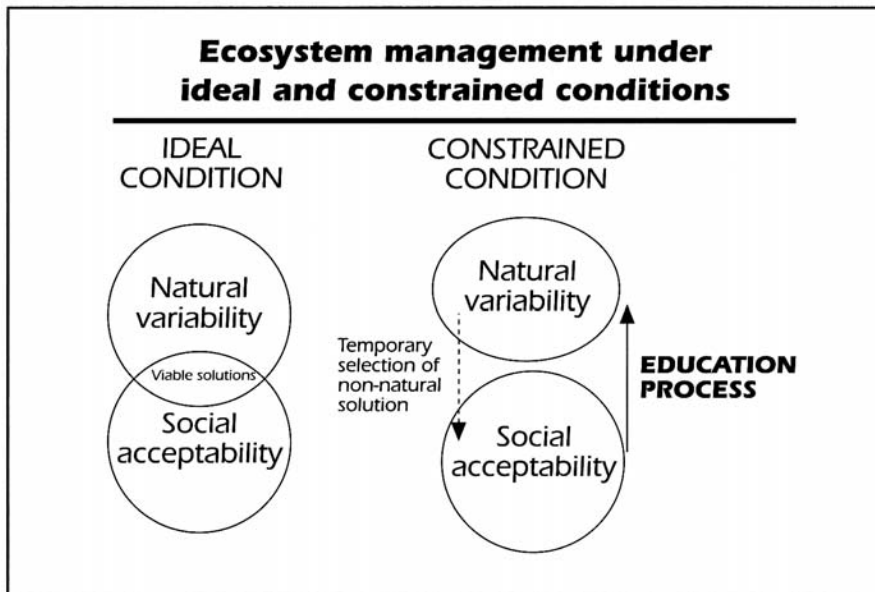 Ecosystem management under
ideal and constrained conditions
IDEAL
CONDITION
Natural
variability
Viable solutions
Social
acceptability
CONSTRAINED
CONDITION
Natural
variability
Temporary
selection of
non-natural
solution
Social
acceptability
EDUCATION
PROCESS